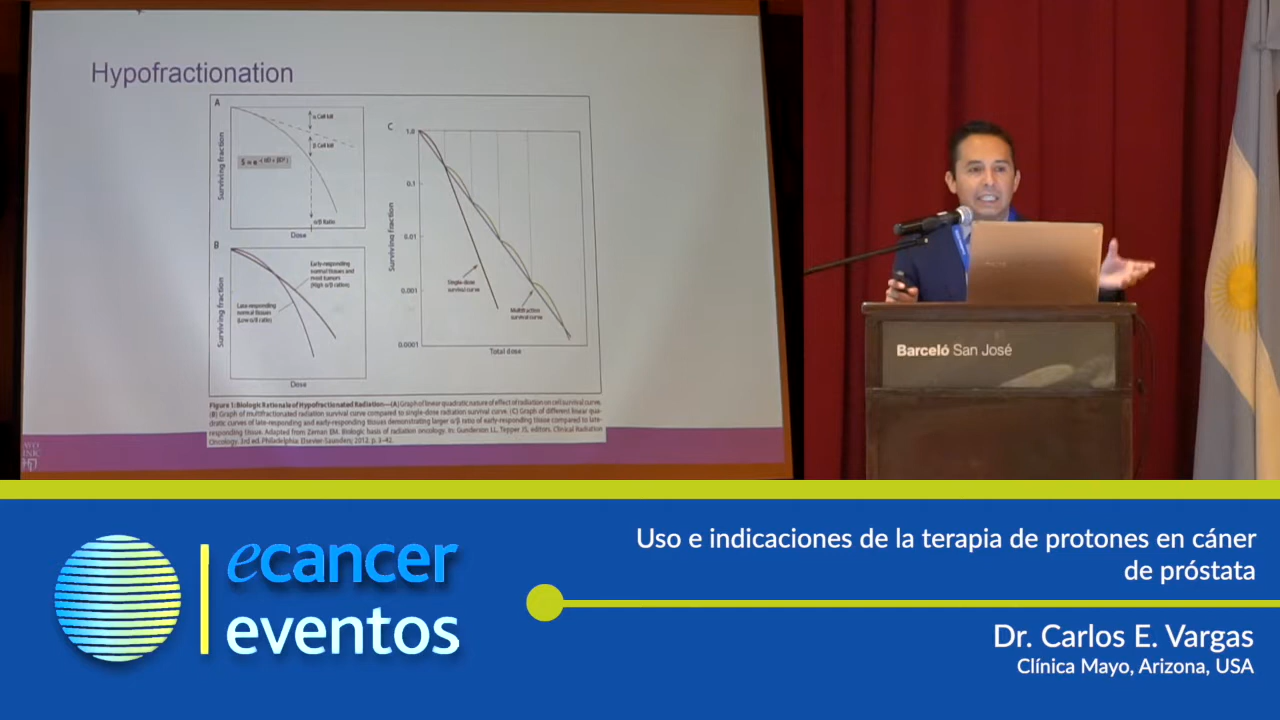 Hypofractionation
A
Surviving fraction
α Cell kill
β Cell kill
α/β Ratio
Dose
B
Surviving fraction
Early-responding
normal tissues and
most tumors
(High α/β ratios)
Late-responding
normal tissues
(Low α/β ratio)
Dose
C
Surviving fraction
1.0
0.1
0.01
0.001
0.0001
Single-dose
survival curve
Multifraction
survival curve
Total dose
Figure 1: Biologic Rationale of Hypofractionated Radiation—(A) Graph of linear quadratic nature of effect of radiation on cell survival curve.
(B) Graph of multifractionated radiation survival curve compared to single-dose radiation survival curve. (C) Graph of different linear qua-
dratic curves of late-responding and early-responding tissues demonstrating larger α/β ratio of early-responding tissue compared to late-
responding tissue. Adapted from Zeman EM. Biologic basis of radiation oncology. In: Gunderson LL, Tepper JS, editors. Clinical Radiation
Oncology. 3rd ed. Philadelphia: Elsevier-Saunders; 2012. p. 3–42.
Barceló San José
ecancer
eventos
Uso e indicaciones de la terapia de protones en cáner
de próstata
Dr. Carlos E. Vargas
Clínica Mayo, Arizona, USA